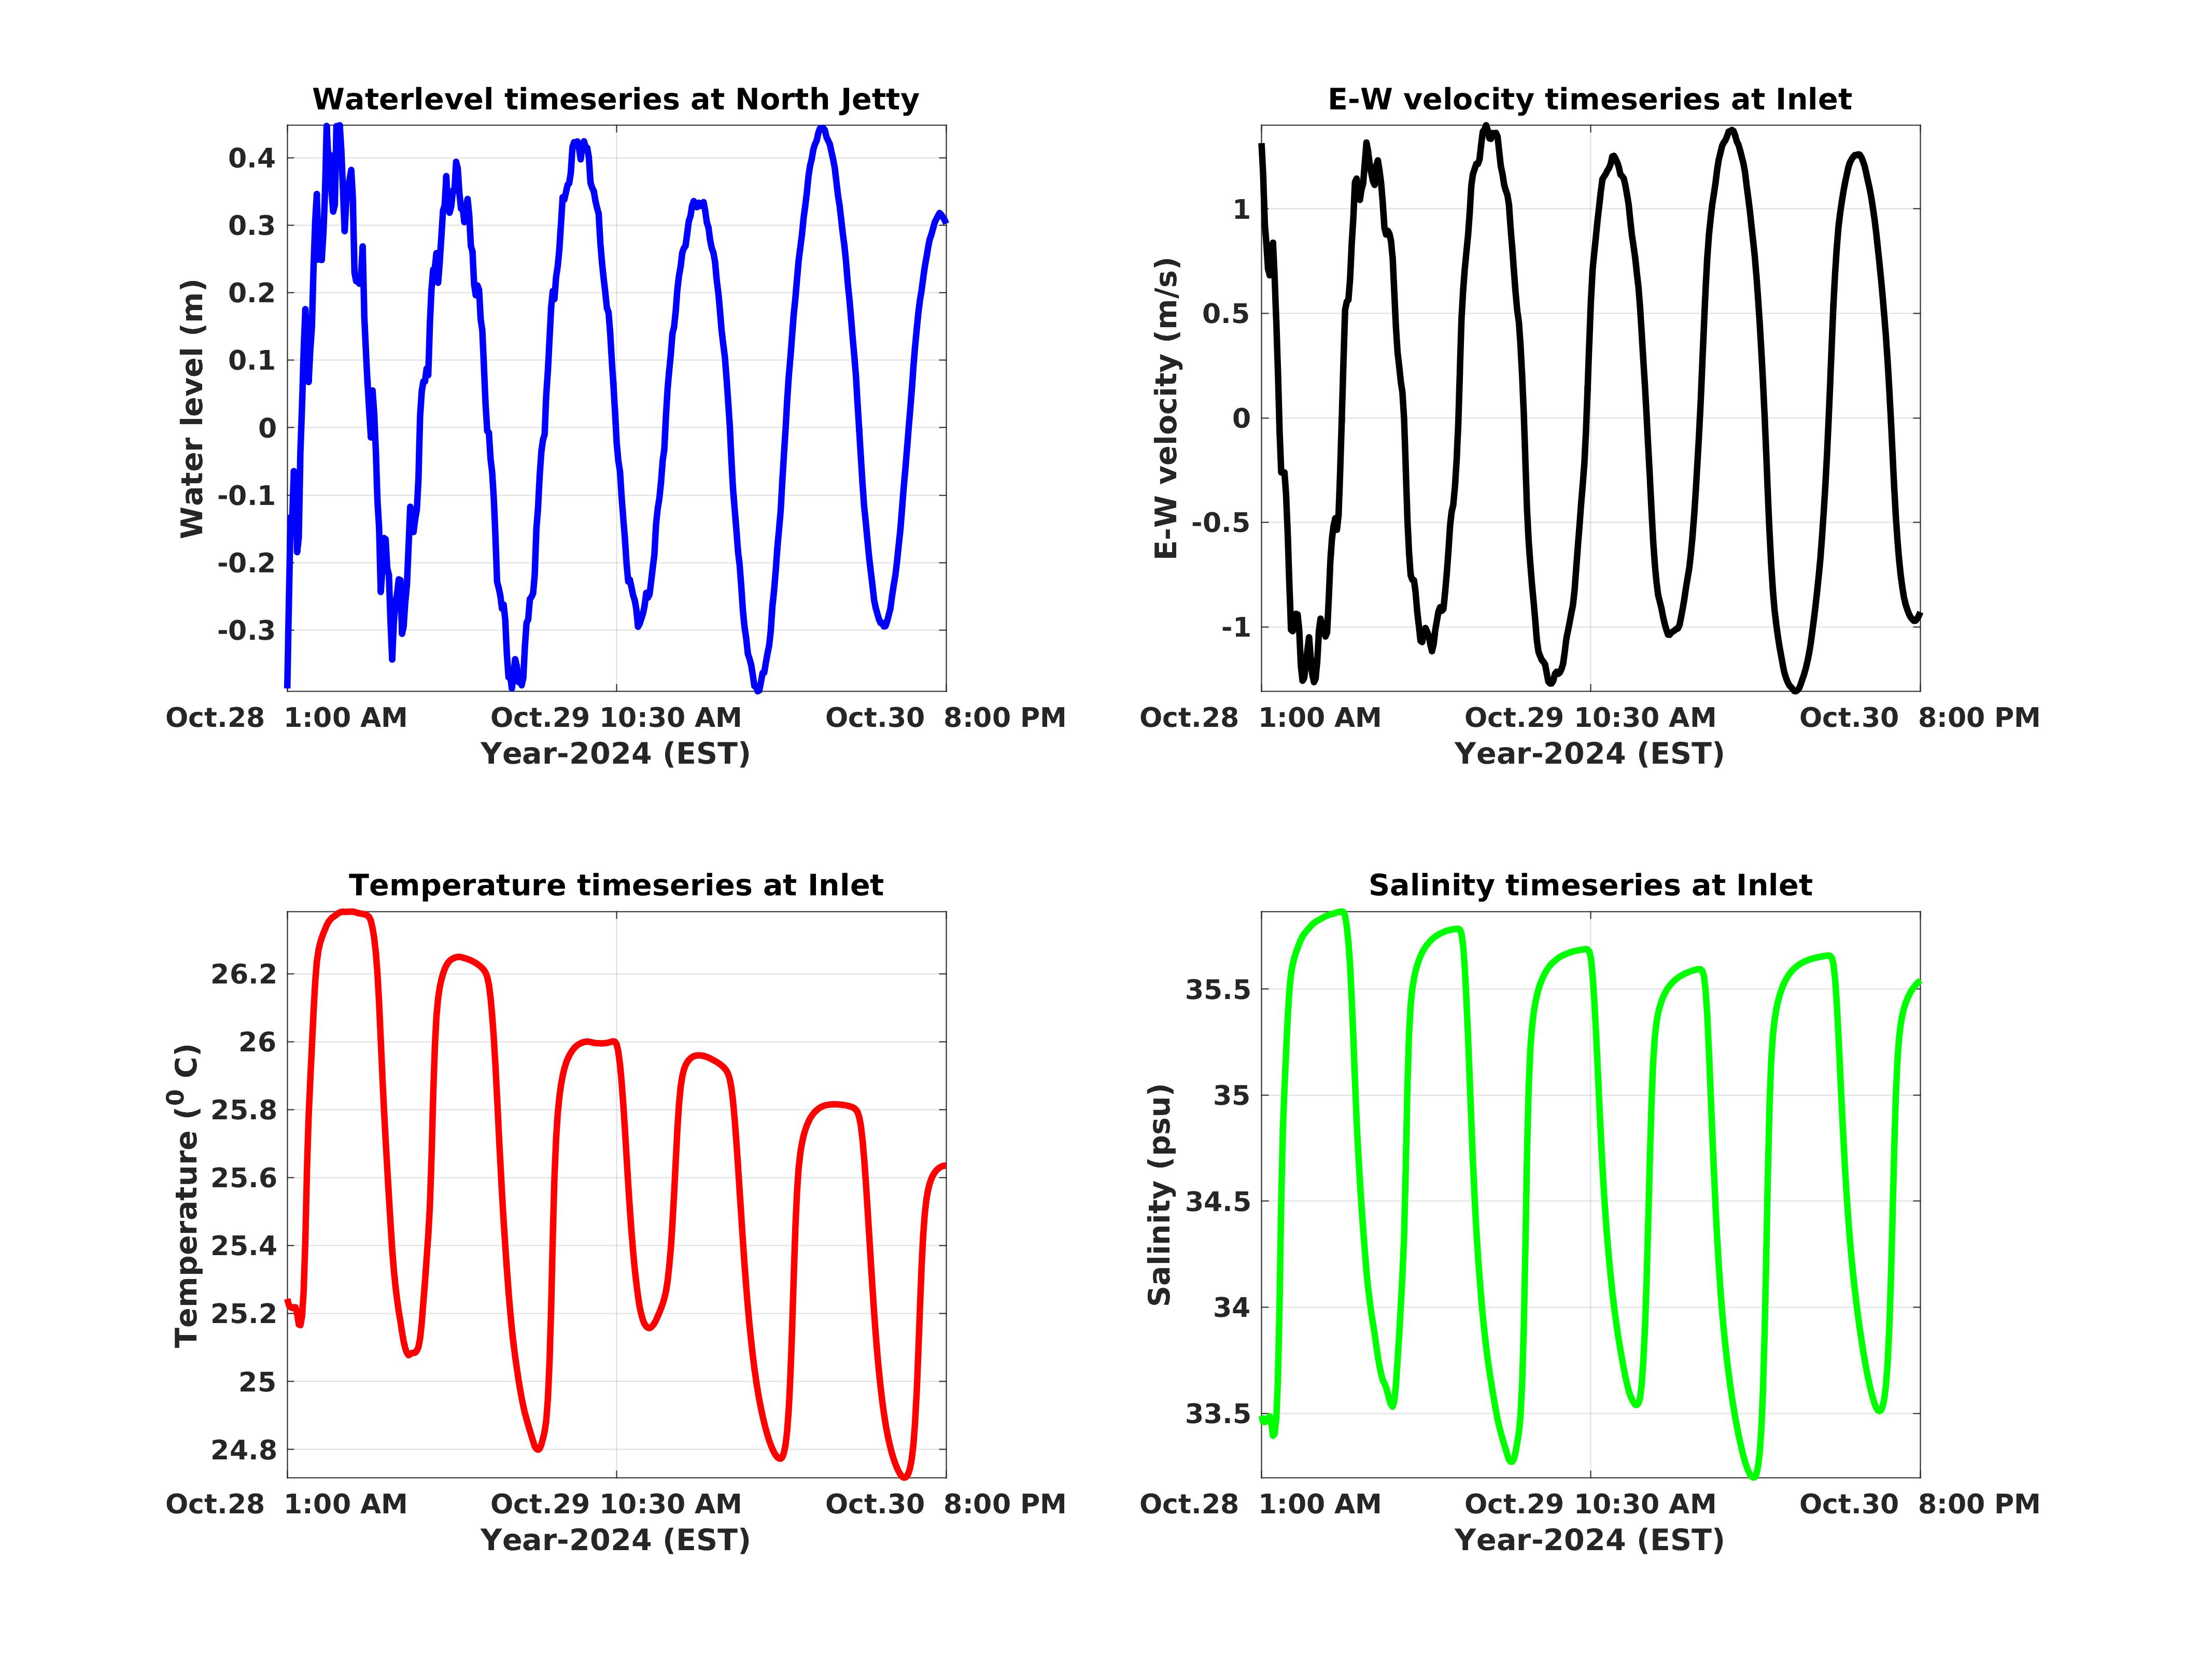 Waterlevel timeseries at North Jetty
0.4
0.3
0.2
0.1
0
-0.1
-0.2
-0.3
Water level (m)
Oct.28 1:00 AM Oct.29 10:30 AM Oct.30 8:00 PM
Year-2024 (EST)
E-W velocity timeseries at Inlet
1
0.5
0
-0.5
-1
E-W velocity (m/s)
Oct.28 1:00 AM Oct.29 10:30 AM Oct.30 8:00 PM
Year-2024 (EST)
Temperature timeseries at Inlet
26.2
26
25.8
25.6
25.4
25.2
25
24.8
Temperature (⁰ C)
Oct.28 1:00 AM Oct.29 10:30 AM Oct.30 8:00 PM
Year-2024 (EST)
Salinity timeseries at Inlet
35.5
35
34.5
34
33.5
Salinity (psu)
Oct.28 1:00 AM Oct.29 10:30 AM Oct.30 8:00 PM
Year-2024 (EST)